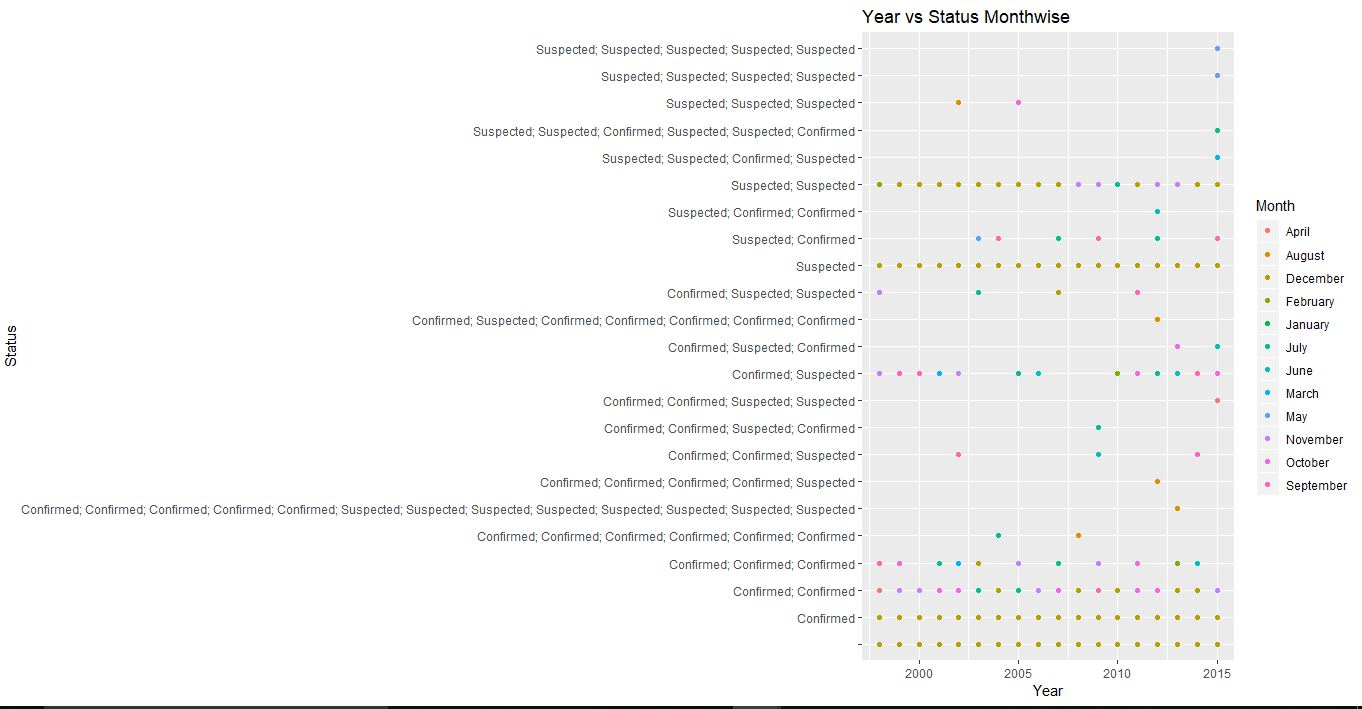 Year vs Status Monthwise
Suspected; Suspected; Suspected; Suspected; Suspected
Suspected; Suspected; Suspected; Suspected
Suspected; Suspected; Suspected
Suspected; Suspected; Confirmed; Suspected; Suspected; Confirmed
Suspected; Suspected; Confirmed; Suspected
Suspected; Suspected
Suspected; Confirmed; Confirmed
Suspected; Confirmed
Suspected
Confirmed; Suspected; Suspected
Confirmed; Suspected; Confirmed; Confirmed; Confirmed; Confirmed; Confirmed
Confirmed; Suspected; Confirmed
Confirmed; Suspected
Confirmed; Confirmed; Suspected; Suspected
Confirmed; Confirmed; Suspected; Confirmed
Confirmed; Confirmed; Suspected
Confirmed; Confirmed; Confirmed; Confirmed; Suspected
Confirmed; Confirmed; Confirmed; Confirmed; Confirmed; Suspected; Suspected; Suspected; Suspected; Suspected; Suspected; Suspected; Suspected
Confirmed; Confirmed; Confirmed; Confirmed; Confirmed; Confirmed
Confirmed; Confirmed; Confirmed
Confirmed; Confirmed
Confirmed
Status
2000
2005
2010
2015
Year
Month
April
August
December
February
January
July
June
March
May
November
October
September